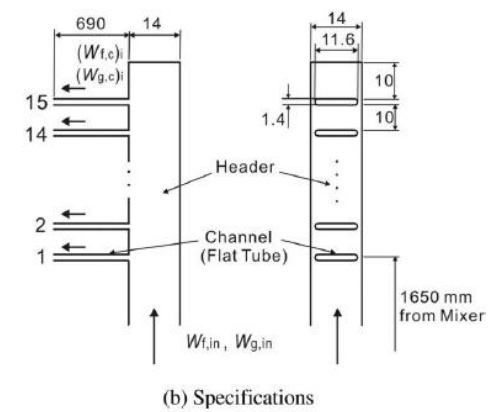 690
14
(Wf,c)i
(Wg,c)i
15
14
2
1
Header
Channel
(Flat Tube)
Wf,in , Wg,in
14
11.6
10
1.4
10
1650 mm
from Mixer
(b) Specifications